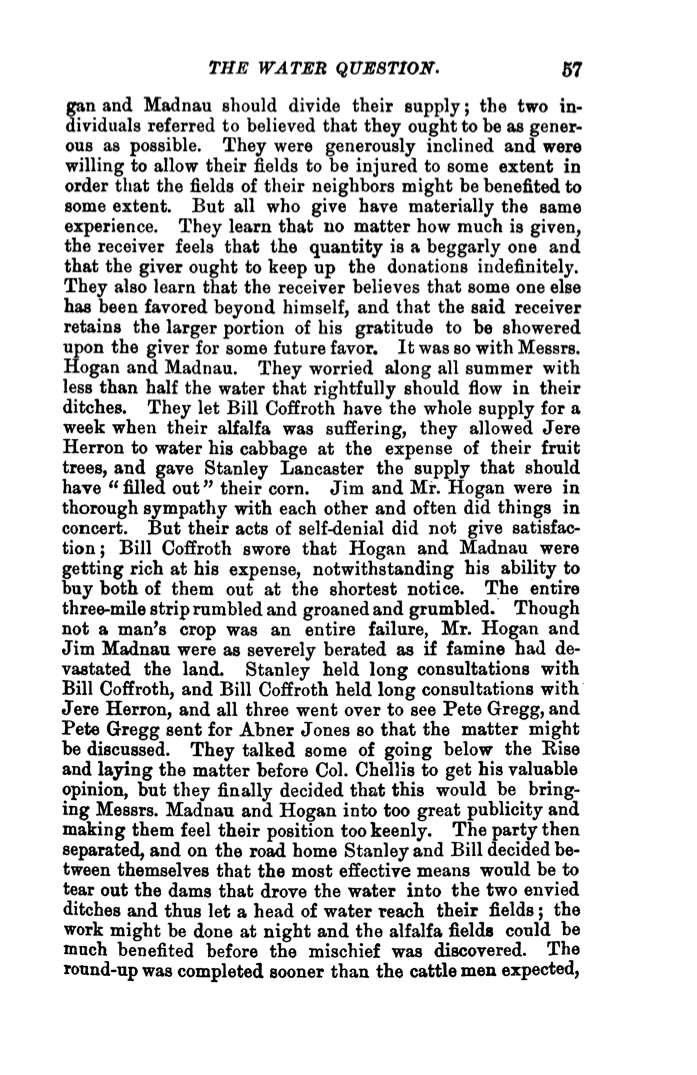 THE WATER QUESTION. 57
gan and Madnau should divide their supply; the two in-
dividuals referred to believed that they ought to be as gener-
ous as possible. They were generously inclined and were
willing to allow their fields to be injured to some extent in
order that the fields of their neighbors might be benefited to
some extent. But all who give have materially the same
experience. They learn that no matter how much is given,
the receiver feels that the quantity is a beggarly one and
that the giver ought to keep up the donations indefinitely.
They also learn that the receiver believes that some one else
has been favored beyond himself, and that the said receiver
retains the larger portion of his gratitude to be showered
upon the giver for some future favor. It was so with Messrs.
Hogan and Madnau. They worried along all summer with
less than half the water that rightfully should flow in their
ditches. They let Bill Coffroth have the whole supply for a
week when their alfalfa was suffering, they allowed Jere
Herron to water his cabbage at the expense of their fruit
trees, and gave Stanley Lancaster the supply that should
have “filled out” their corn. Jim and Mr. Hogan were in
thorough sympathy with each other and often did things in
concert. But their acts of self-denial did not give satisfac-
tion; Bill Coffroth swore that Hogan and Madnau were
getting rich at his expense, notwithstanding his ability to
buy both of them out at the shortest notice. The entire
three-mile strip rumbled and groaned and grumbled. Though
not a man's crop was an entire failure, Mr. Hogan and
Jim Madnau were as severely berated as if famine had de-
vastated the land. Stanley held long consultations with
Bill Coffroth, and Bill Coffroth held long consultations with
Jere Herron, and all three went over to see Pete Gregg, and
Pete Gregg sent for Abner Jones so that the matter might
be discussed. They talked some of going below the Rise
and laying the matter before Col. Chellis to get his valuable
opinion, but they finally decided that this would be bring-
ing Messrs. Madnau and Hogan into too great publicity and
making them feel their position too keenly. The party then
separated, and on the road home Stanley and Bill decided be-
tween themselves that the most effective means would be to
tear out the dams that drove the water into the two envied
ditches and thus let a head of water reach their fields; the
work might be done at night and the alfalfa fields could be
much benefited before the mischief was discovered. The
round-up was completed sooner than the cattle men expected,